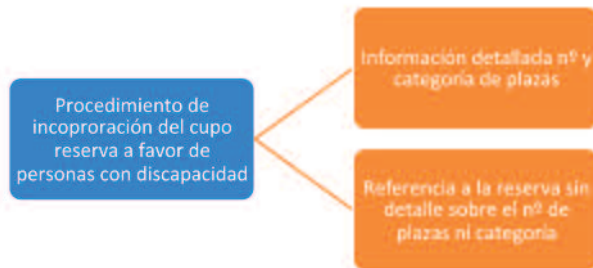 Procedimiento de
incoproración del cupo
reserva a favor de
personas con discapacidad
Información detallada nº y
categoría de plazas
Referencia a la reserva sin
detalle sobre el nº de
plazas ni categoría